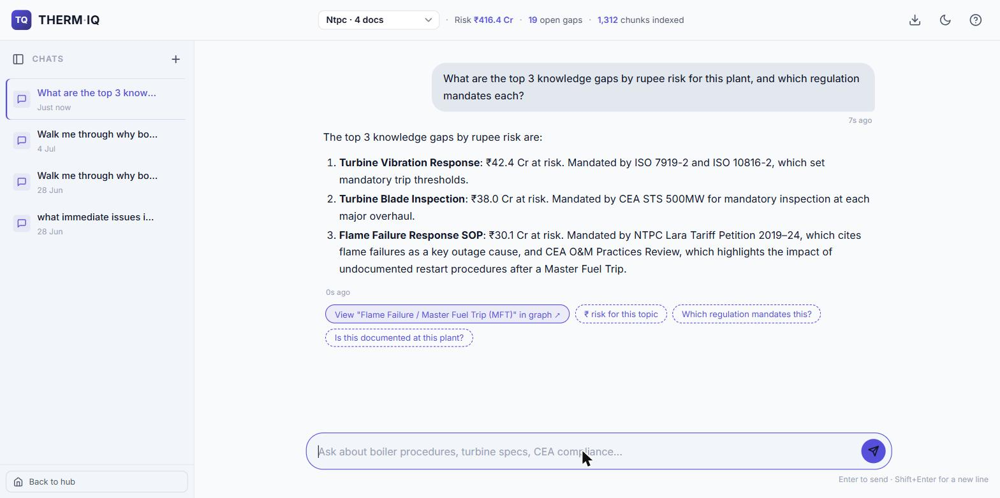 TQ THERM·IQ
Ntpc · 4 docs · Risk ₹416.4 Cr · 19 open gaps · 1,312 chunks indexed
CHATS
What are the top 3 know...
Just now
Walk me through why bo...
4 Jul
Walk me through why bo...
28 Jun
what immediate issues i...
28 Jun
Back to hub
What are the top 3 knowledge gaps by rupee risk for this plant, and which regulation
mandates each?
7s ago
The top 3 knowledge gaps by rupee risk are:
1. Turbine Vibration Response: ₹42.4 Cr at risk. Mandated by ISO 7919-2 and ISO 10816-2, which set
mandatory trip thresholds.
2. Turbine Blade Inspection: ₹38.0 Cr at risk. Mandated by CEA STS 500MW for mandatory inspection at each
major overhaul.
3. Flame Failure Response SOP: ₹30.1 Cr at risk. Mandated by NTPC Lara Tariff Petition 2019–24, which cites
flame failures as a key outage cause, and CEA O&M Practices Review, which highlights the impact of
undocumented restart procedures after a Master Fuel Trip.
0s ago
View "Flame Failure / Master Fuel Trip (MFT)" in graph ↗ ₹ risk for this topic Which regulation mandates this?
Is this documented at this plant?
Ask about boiler procedures, turbine specs, CEA compliance...
Enter to send · Shift+Enter for a new line